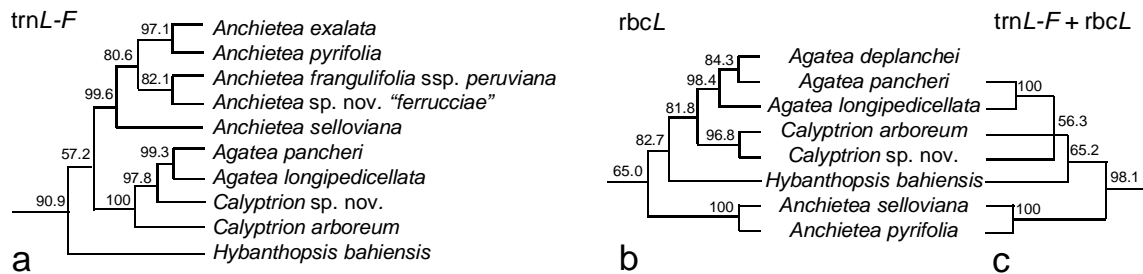 trnL-F
97.1
Anchietea exalata
80.6
Anchietea pyrifolia
82.1
Anchietea frangulifolia ssp. peruviana
99.6
Anchietea sp. nov. “ferrucciae”
Anchietea selloviana
57.2
99.3
Agatea pancheri
97.8
Agatea longipedicellata
100
Calyptrion sp. nov.
90.9
Calyptrion arboreum
Hybanthopsis bahiensis
a
rbcL
84.3
Agatea deplanchei
98.4
Agatea pancheri
81.8
Agatea longipedicellata
96.8
Calyptrion arboreum
82.7
Calyptrion sp. nov.
65.0
Hybanthopsis bahiensis
100
Anchietea selloviana
Anchietea pyrifolia
b
trnL-F + rbcL
100
56.3
65.2
98.1
100
c